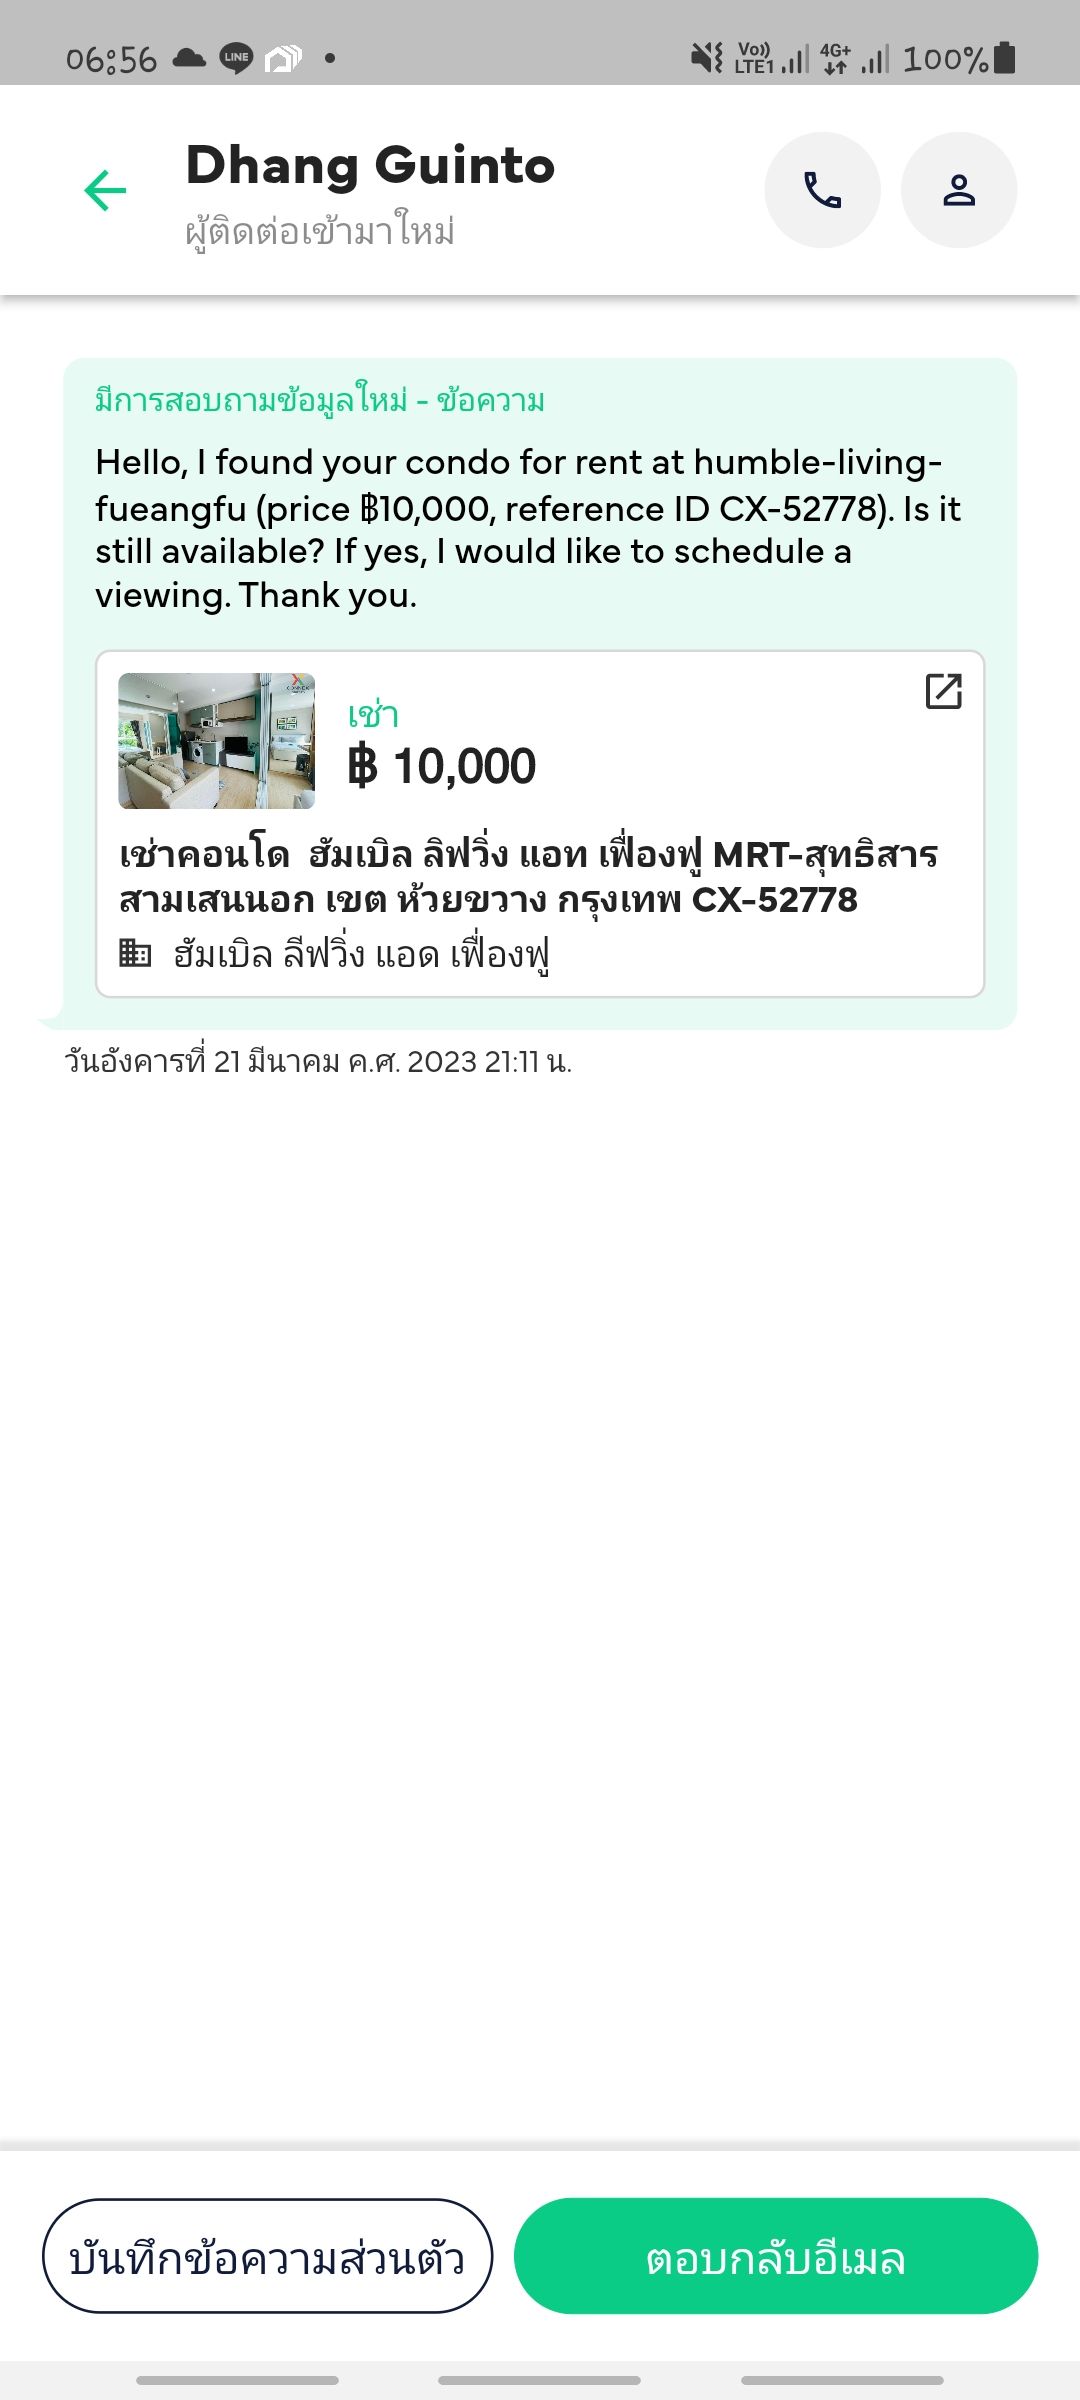 06:56
LINE
Vo))
LTE1
4G+
100%
Dhang Guinto
ผู้ติดต่อเข้ามาใหม่
มีการสอบถามข้อมูลใหม่ - ข้อความ
Hello, I found your condo for rent at humble-living-
fueangfu (price ฿10,000, reference ID CX-52778). Is it
still available? If yes, I would like to schedule a
viewing. Thank you.
เช่า
฿ 10,000
เช่าคอนโด ฮัมเบิล ลิฟวิ่ง แอท เฟื่องฟู MRT-สุทธิสาร
สามเสนนอก เขต ห้วยขวาง กรุงเทพ CX-52778
ฮัมเบิล ลีฟวิ่ง แอด เฟื่องฟู
วันอังคารที่ 21 มีนาคม ค.ศ. 2023 21:11 น.
บันทึกข้อความส่วนตัว
ตอบกลับอีเมล